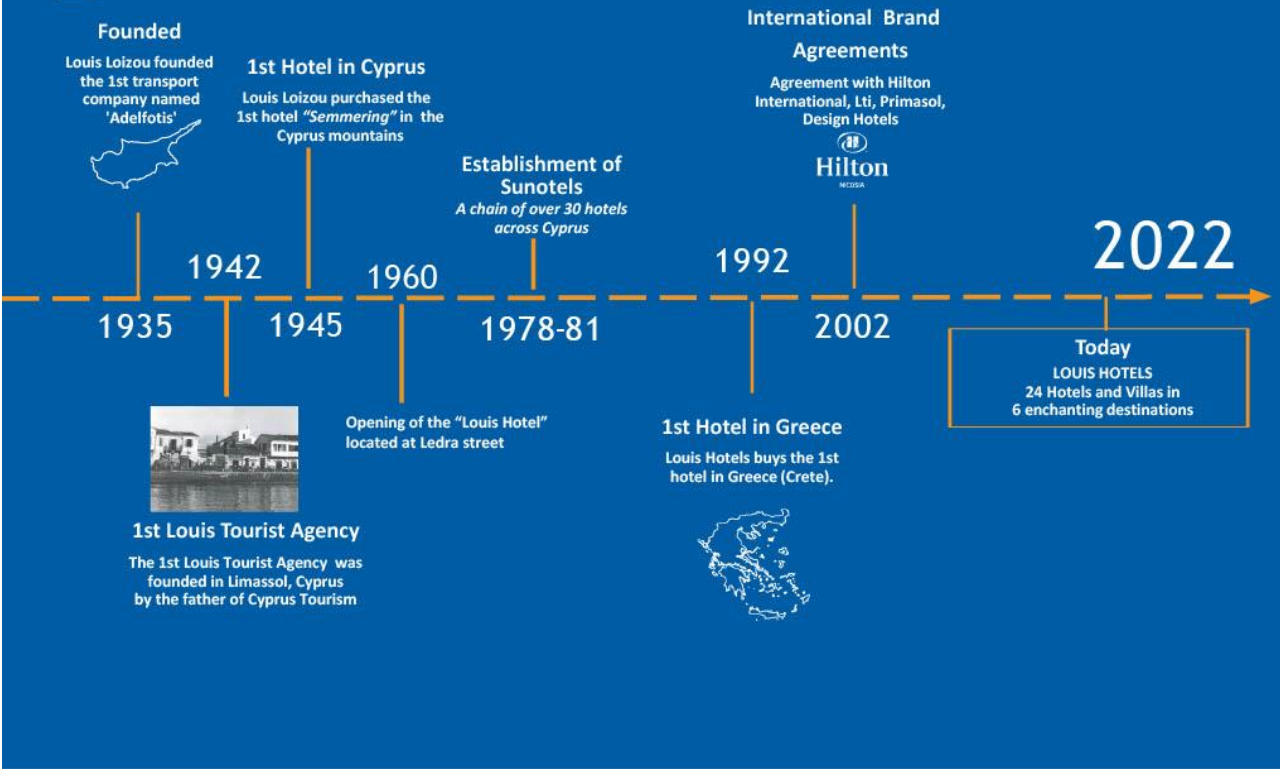 Founded
Louis Loizou founded
the 1st transport
company named
'Adelfotis'
1935
1942
1st Louis Tourist Agency
The 1st Louis Tourist Agency was
founded in Limassol, Cyprus
by the father of Cyprus Tourism
1st Hotel in Cyprus
Louis Loizou purchased the
1st hotel “Semmering” in the
Cyprus mountains
1945
1960
Opening of the “Louis Hotel”
located at Ledra street
Establishment of
Sunotels
A chain of over 30 hotels
across Cyprus
1978-81
1992
1st Hotel in Greece
Louis Hotels buys the 1st
hotel in Greece (Crete).
International Brand
Agreements
Agreement with Hilton
International, Lti, Primasol,
Design Hotels
Hilton
NICOSIA
2002
2022
Today
LOUIS HOTELS
24 Hotels and Villas in
6 enchanting destinations